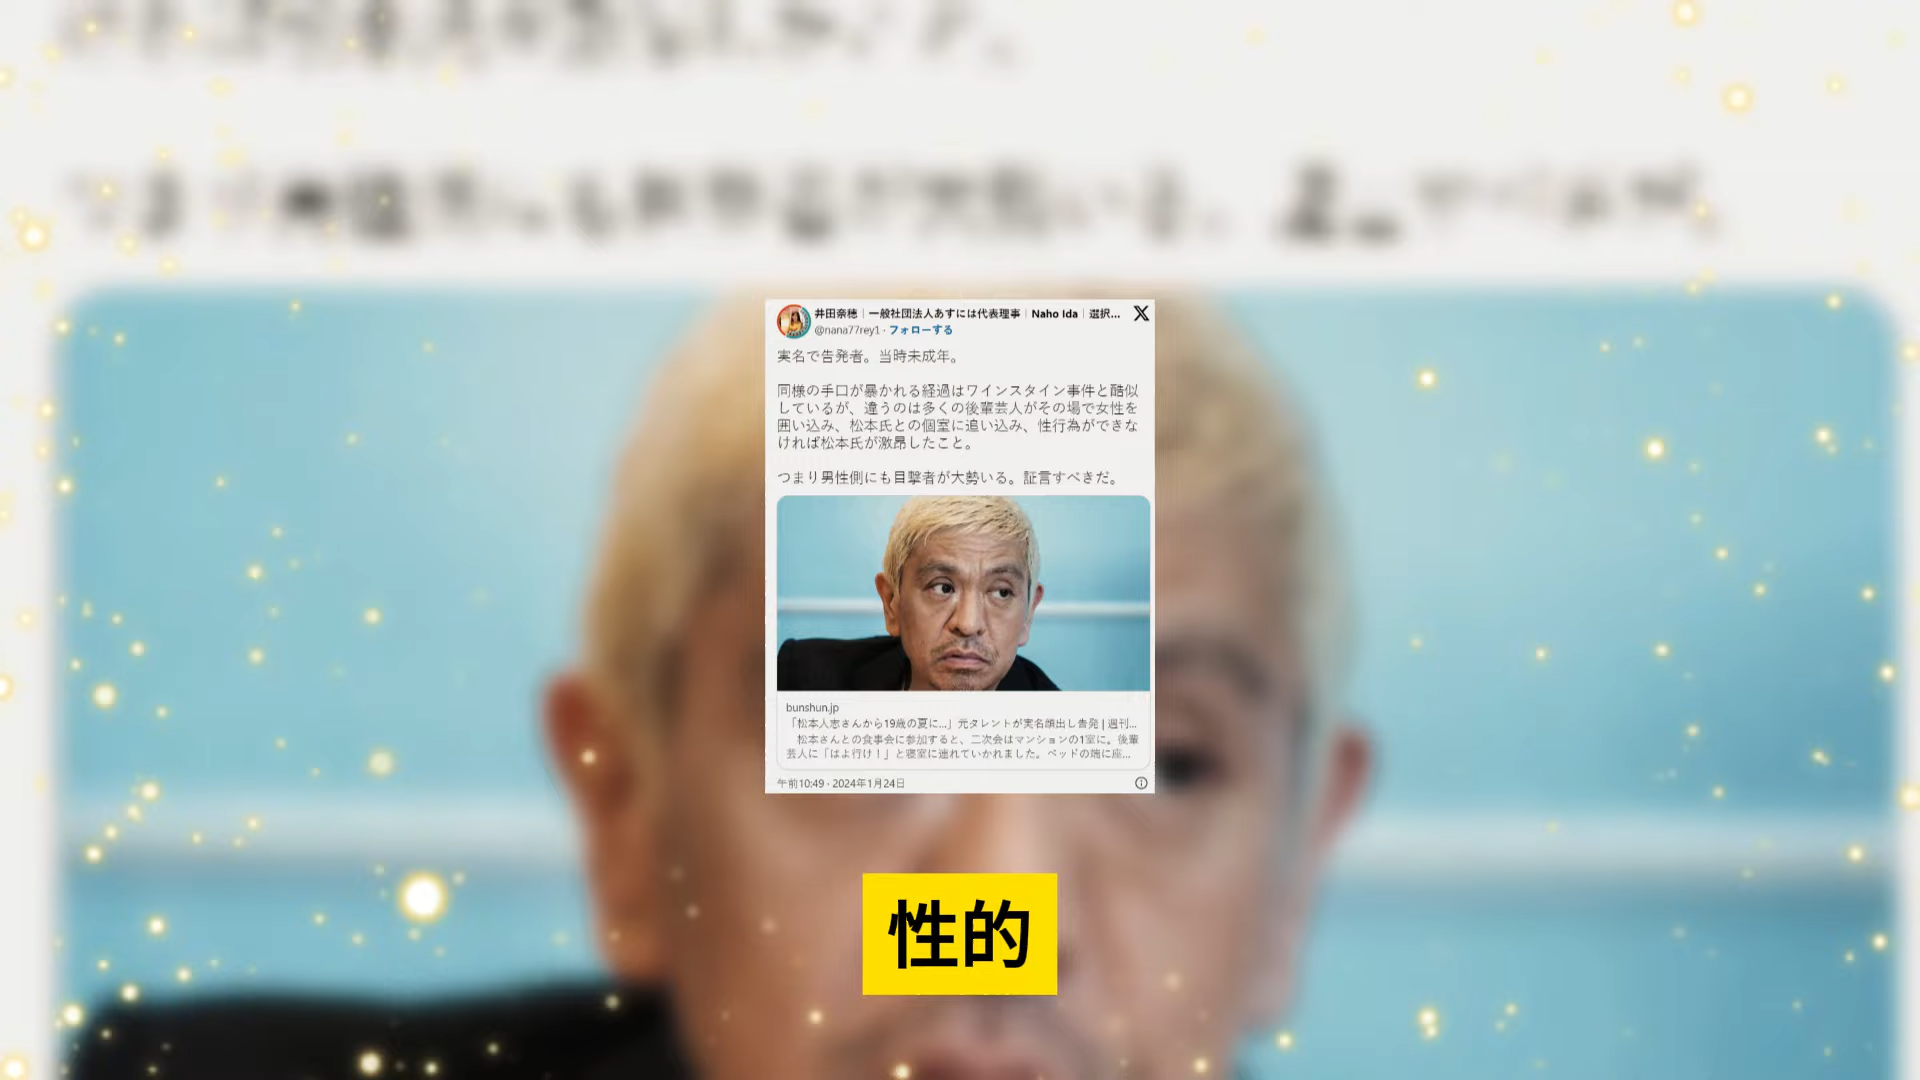 井田奈穂｜一般社団法人あすには代表理事｜Naho Ida｜選択...
@nana77rey1・フォローする
実名で告発者。当時未成年。
同様の手口が暴かれる経過はワインスタイン事件と酷似
しているが、違うのは多くの後輩芸人がその場で女性を
囲い込み、松本氏との個室に追い込み、性行為ができな
ければ松本氏が激昂したこと。
つまり男性側にも目撃者が大勢いる。証言すべきだ。
bunshun.jp
「松本人志さんから19歳の夏に…」元タレントが実名顔出し告発 | 週刊...
松本さんとの食事会に参加すると、二次会はマンションの1室に。後輩
芸人に「はよ行け！」と寝室に連れていかれました。ベッドの端に座...
午前10:49・2024年1月24日
性的